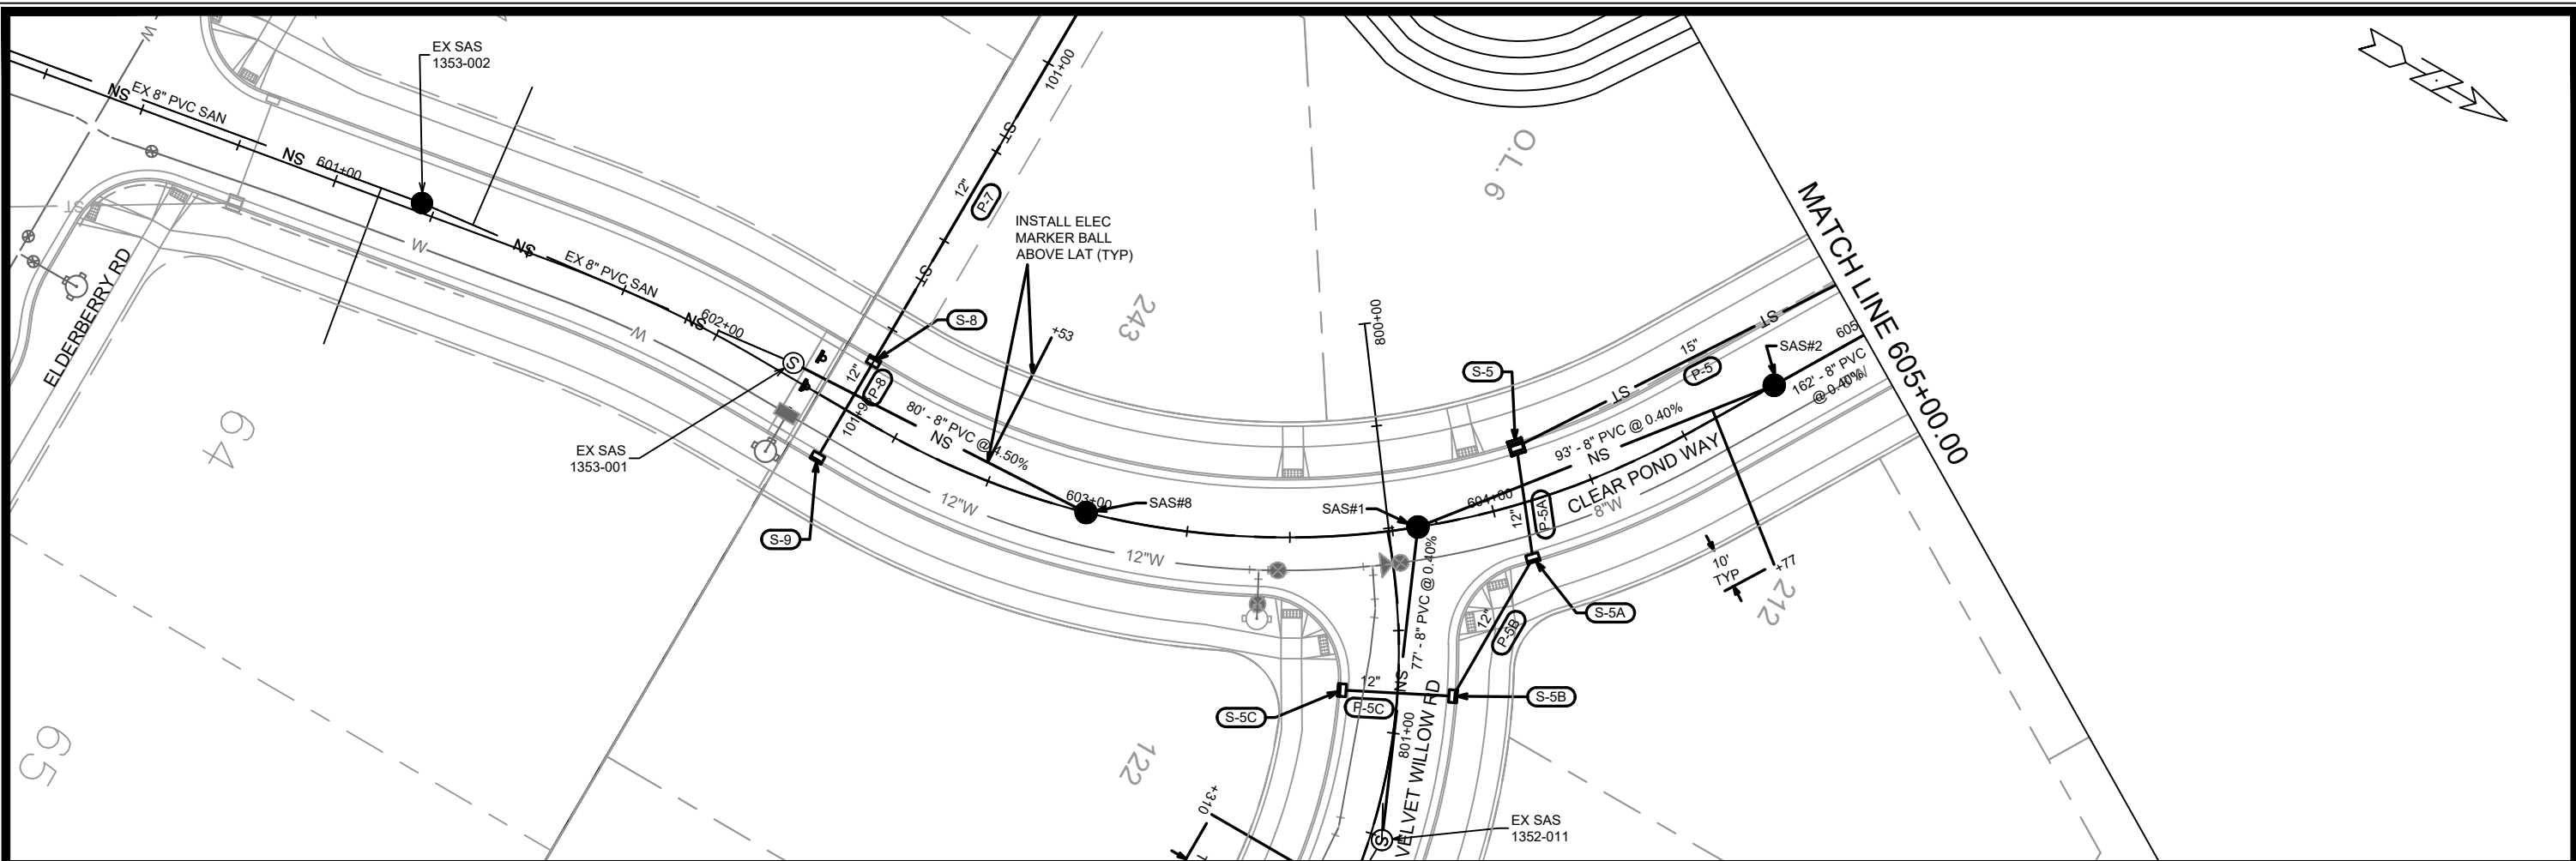 EX SAS
1353-002
W
NS
EX 8" PVC SAN
NS
601+00
ST
ELDERBERRY RD
W
NS
EX 8" PVC SAN
W
NS
602+00
S
EX SAS
1353-001
64
65
101+00
ST
12"
P-7
ST
INSTALL ELEC
MARKER BALL
ABOVE LAT (TYP)
S-8
+53
243
12"
P-8
80' - 8" PVC @ 4.50%
NS
S-9
603+00
SAS#8
12"W
12"W
O.L. 6
800+00
S-5
SAS#1
604+00
93' - 8" PVC @ 0.40%
NS
CLEAR POND WAY
8"W
12"
P-5A
ST
15"
P-5
ST
SAS#2
605
162' - 8" PVC
@ 0.40%
MATCH LINE 605+00.00
10'
TYP
+77
212
S-5A
12"
P-5B
77' - 8" PVC @ 0.40%
NS
12"
P-5C
S-5B
S-5C
801+00
VELVET WILLOW RD
122
+310
S
EX SAS
1352-011